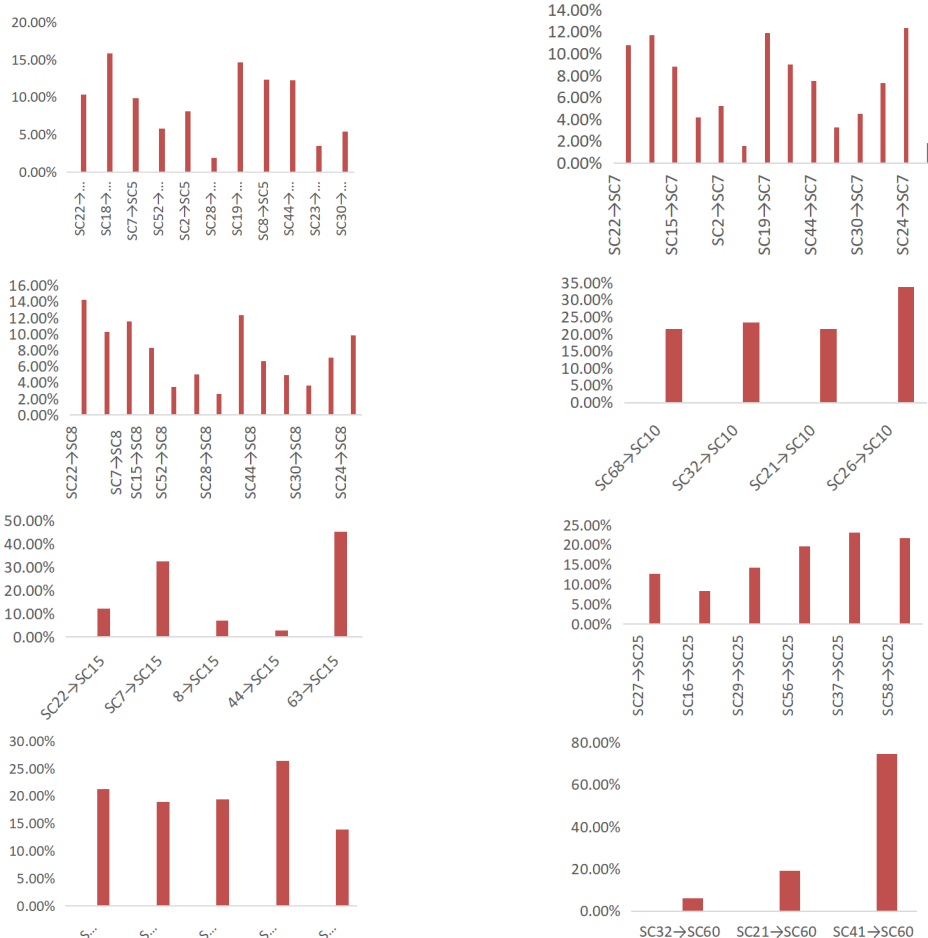 20.00%
15.00%
10.00%
5.00%
0.00%
SC22→...
SC18→...
SC7→SC5
SC52→...
SC2→SC5
SC28→...
SC19→...
SC8→SC5
SC44→...
SC23→...
SC30→...
14.00%
12.00%
10.00%
8.00%
6.00%
4.00%
2.00%
0.00%
SC22→SC7
SC15→SC7
SC2→SC7
SC19→SC7
SC44→SC7
SC30→SC7
SC24→SC7
16.00%
14.00%
12.00%
10.00%
8.00%
6.00%
4.00%
2.00%
0.00%
SC22→SC8
SC7→SC8
SC15→SC8
SC52→SC8
SC28→SC8
SC44→SC8
SC30→SC8
SC24→SC8
35.00%
30.00%
25.00%
20.00%
15.00%
10.00%
5.00%
0.00%
SC68→SC10
SC32→SC10
SC21→SC10
SC26→SC10
50.00%
40.00%
30.00%
20.00%
10.00%
0.00%
SC22→SC15
SC7→SC15
8→SC15
44→SC15
63→SC15
25.00%
20.00%
15.00%
10.00%
5.00%
0.00%
SC27→SC25
SC16→SC25
SC29→SC25
SC56→SC25
SC37→SC25
SC58→SC25
30.00%
25.00%
20.00%
15.00%
10.00%
5.00%
0.00%
S...
S...
S...
S...
S...
80.00%
60.00%
40.00%
20.00%
0.00%
SC32→SC60
SC21→SC60
SC41→SC60